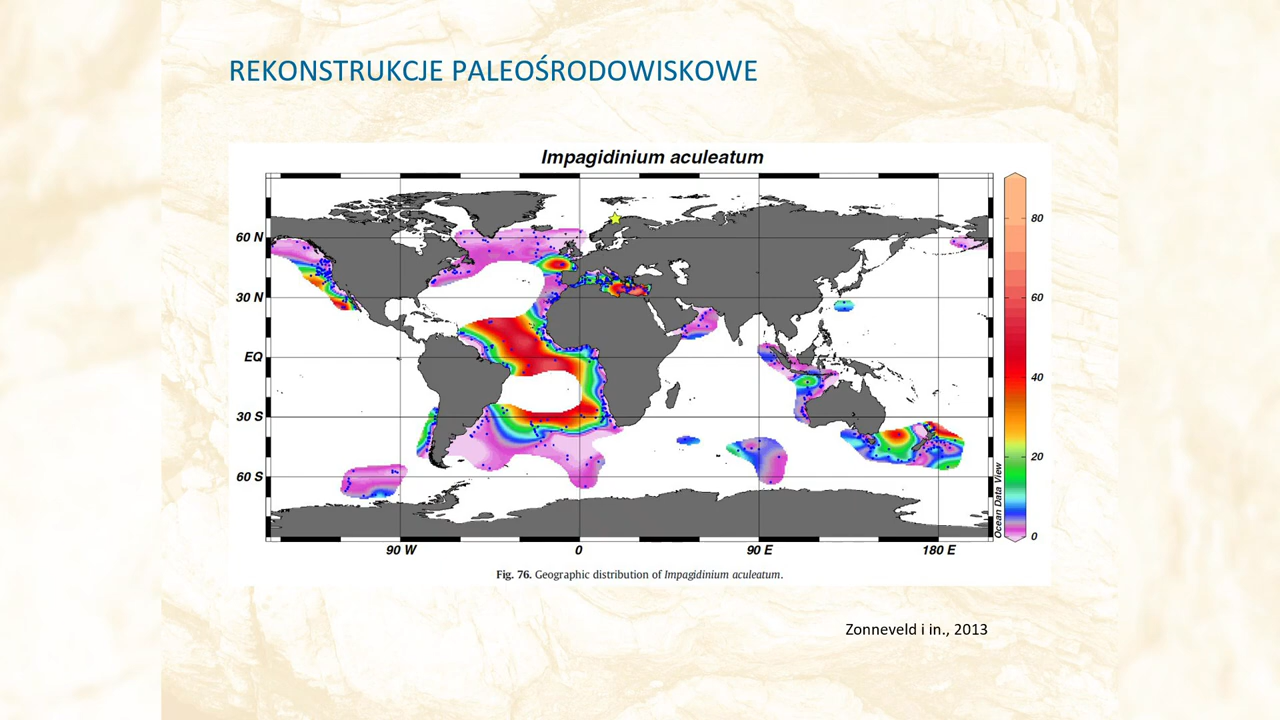 REKONSTRUKCJE PALEOŚRODOWISKOWE
Impagidinium aculeatum
60 N
30 N
EQ
30 S
60 S
90 W
0
90 E
180 E
80
60
40
20
0
Ocean Data View
Fig. 76. Geographic distribution of Impagidinium aculeatum.
Zonneveld i in., 2013